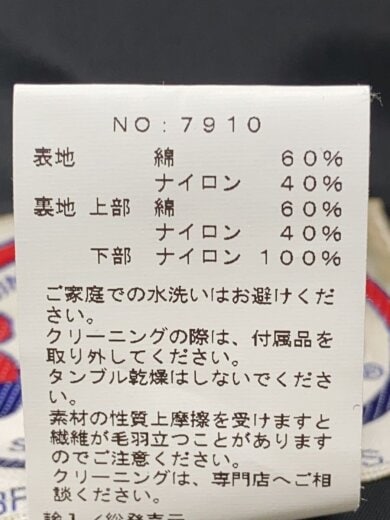 NO:7910
表地 綿 60%
ナイロン 40%
裏地 上部 綿 60%
ナイロン 40%
下部 ナイロン 100%
ご家庭での水洗いはお避けくだ
さい。
クリーニングの際は、付属品を
取り外してください。
タンブル乾燥はしないでくださ
い。
素材の性質上摩擦を受けますと
繊維が毛羽立つことがあります
のでご注意ください。
クリーニングは、専門店へご相
談ください。